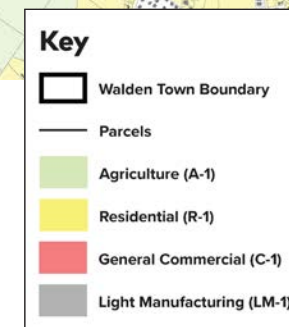 Key
Walden Town Boundary
Parcels
Agriculture (A-1)
Residential (R-1)
General Commercial (C-1)
Light Manufacturing (LM-1)